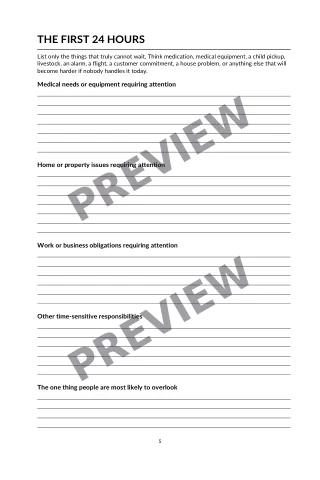 THE FIRST 24 HOURS
List only the things that truly cannot wait. Think medication, medical equipment, a child pickup,
livestock, an alarm, a flight, a customer commitment, a house problem, or anything else that will
become harder if nobody handles it today.
Medical needs or equipment requiring attention
PREVIEW
Home or property issues requiring attention
Work or business obligations requiring attention
PREVIEW
Other time-sensitive responsibilities
The one thing people are most likely to overlook
5